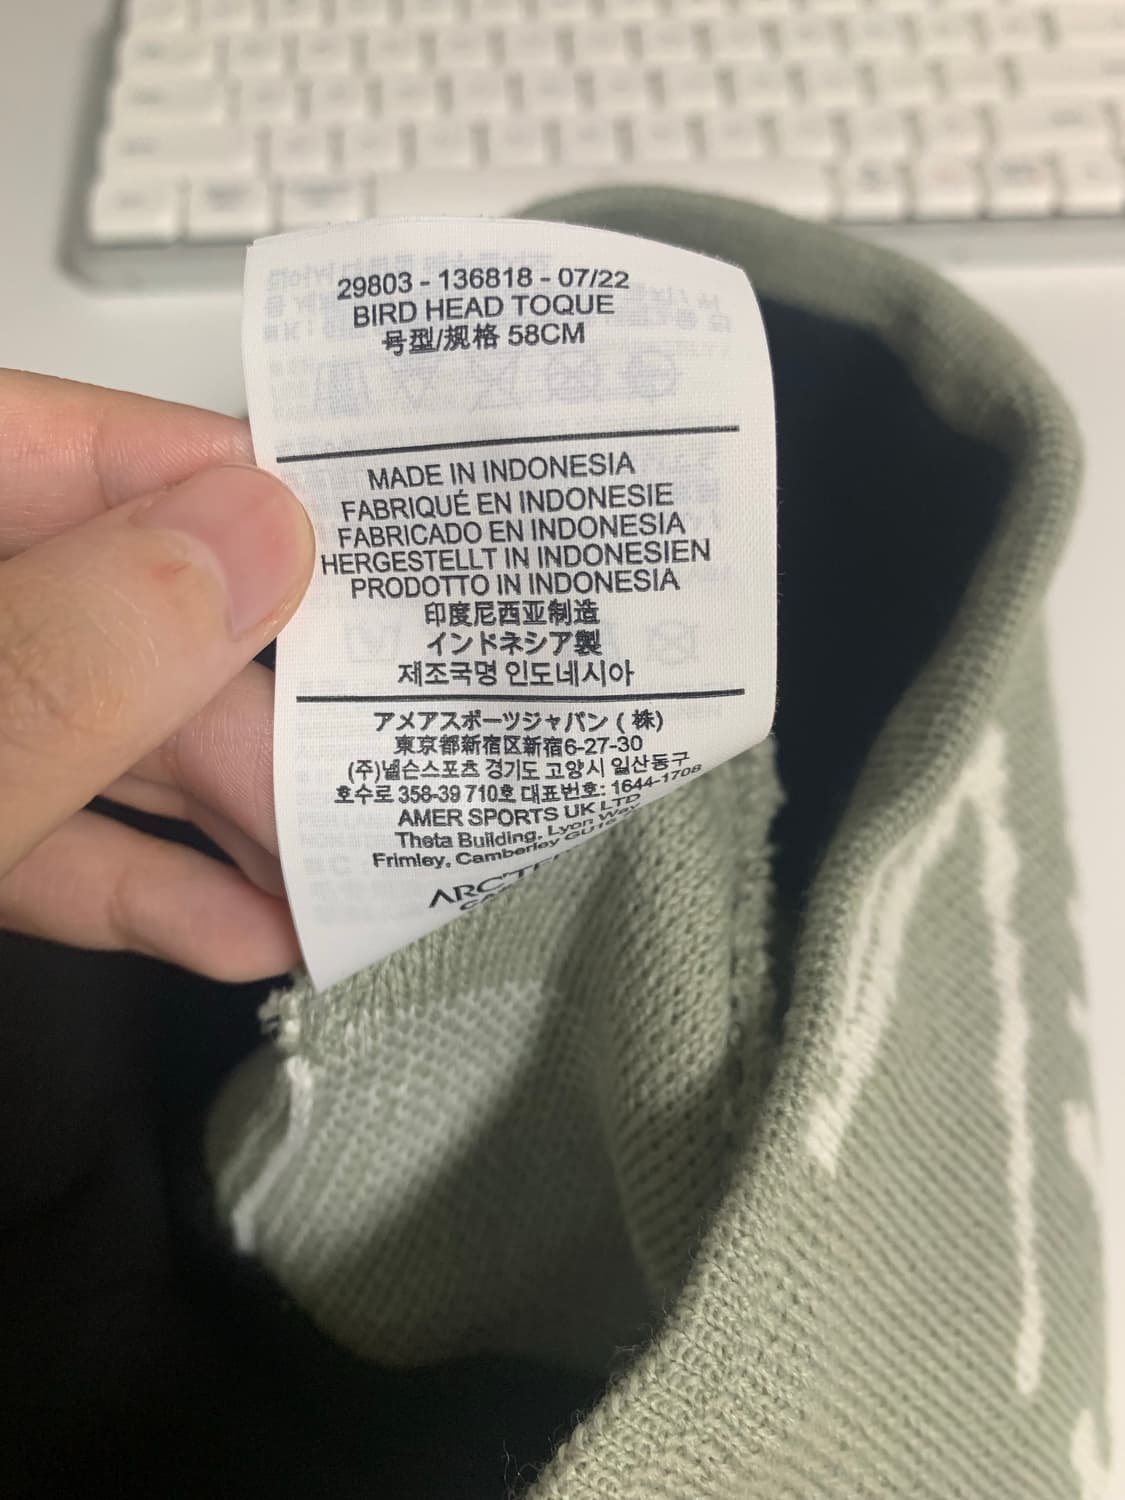 29803 - 136818 - 07/22
BIRD HEAD TOQUE
号型/规格 58CM
MADE IN INDONESIA
FABRIQUÉ EN INDONESIE
FABRICADO EN INDONESIA
HERGESTELLT IN INDONESIEN
PRODOTTO IN INDONESIA
印度尼西亚制造
インドネシア製
제조국명 인도네시아
アメアスポーツジャパン ( 株)
東京都新宿区新宿6-27-30
(주)넬슨스포츠 경기도 고양시 일산동구
호수로 358-39 710호 대표번호: 1644-1708
AMER SPORTS UK LTD
Theta Building, Lyon Way
Frimley, Camberley